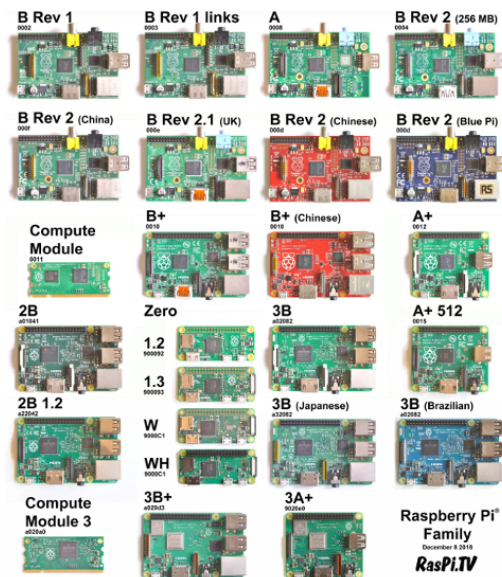 B Rev 1
0002
B Rev 1 links
0003
A
0008
B Rev 2 (256 MB)
0004
B Rev 2 (China)
000f
B Rev 2.1 (UK)
000e
B Rev 2 (Chinese)
000d
B Rev 2 (Blue Pi)
000d
RS
Compute
Module
0011
B+
0010
B+ (Chinese)
0010
A+
0012
2B
a01041
Zero
3B
a02082
A+ 512
0015
1.2
900092
1.3
900093
2B 1.2
a22042
W
9000C1
3B (Japanese)
a32082
3B (Brazilian)
a02082
WH
9000C1
Compute
Module 3
a020a0
3B+
a020d3
3A+
9020e0
Raspberry Pi®
Family
December 8 2018
RasPi.TV